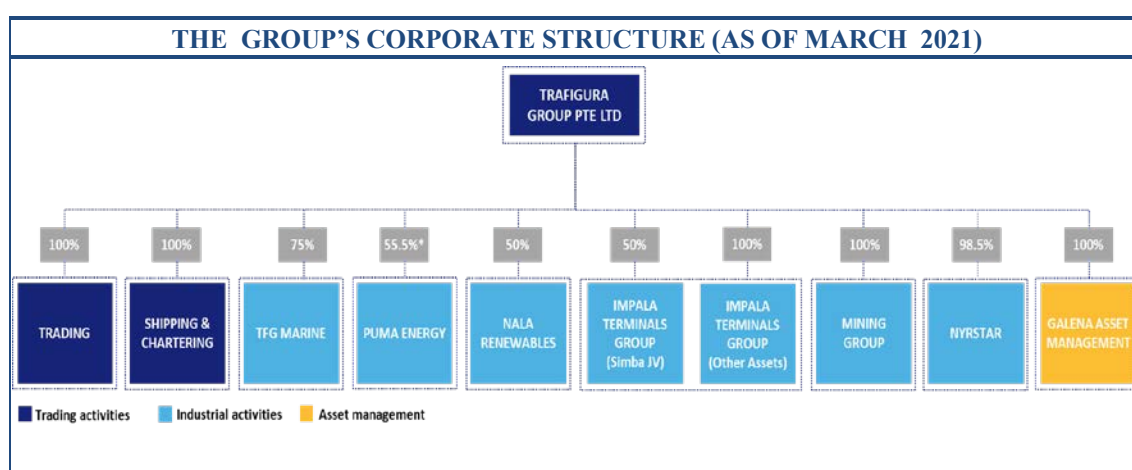 THE GROUP'S CORPORATE STRUCTURE (AS OF MARCH 2021)
TRAFIGURA
GROUP PTE LTD
100%
100%
75%
55.5%*
50%
50%
100%
100%
98.5%
100%
TRADING
SHIPPING &
CHARTERING
TFG MARINE
PUMA ENERGY
NALA
RENEWABLES
IMPALA
TERMINALS
GROUP
(Simba JV)
IMPALA
TERMINALS
GROUP
(Other Assets)
MINING
GROUP
NYRSTAR
GALENA ASSET
MANAGEMENT
Trading activities
Industrial activities
Asset management